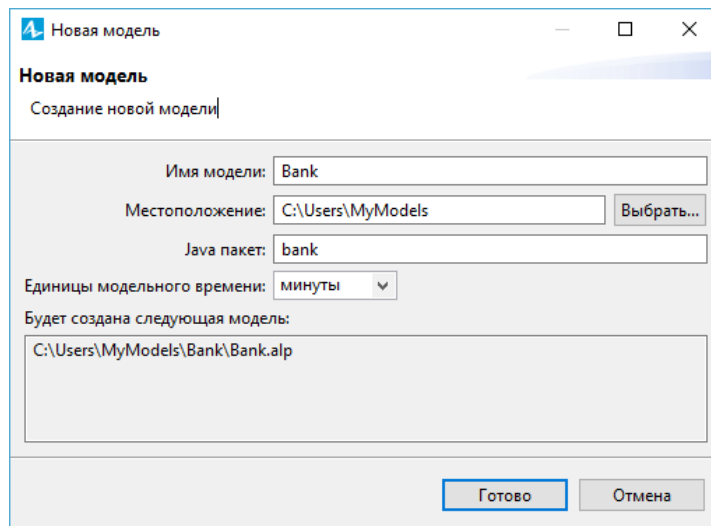 Новая модель
Новая модель
Создание новой модели
Имя модели: Bank
Местоположение: C:\Users\MyModels Выбрать...
Java пакет: bank
Единицы модельного времени: минуты
Будет создана следующая модель:
C:\Users\MyModels\Bank\Bank.alp
Готово Отмена